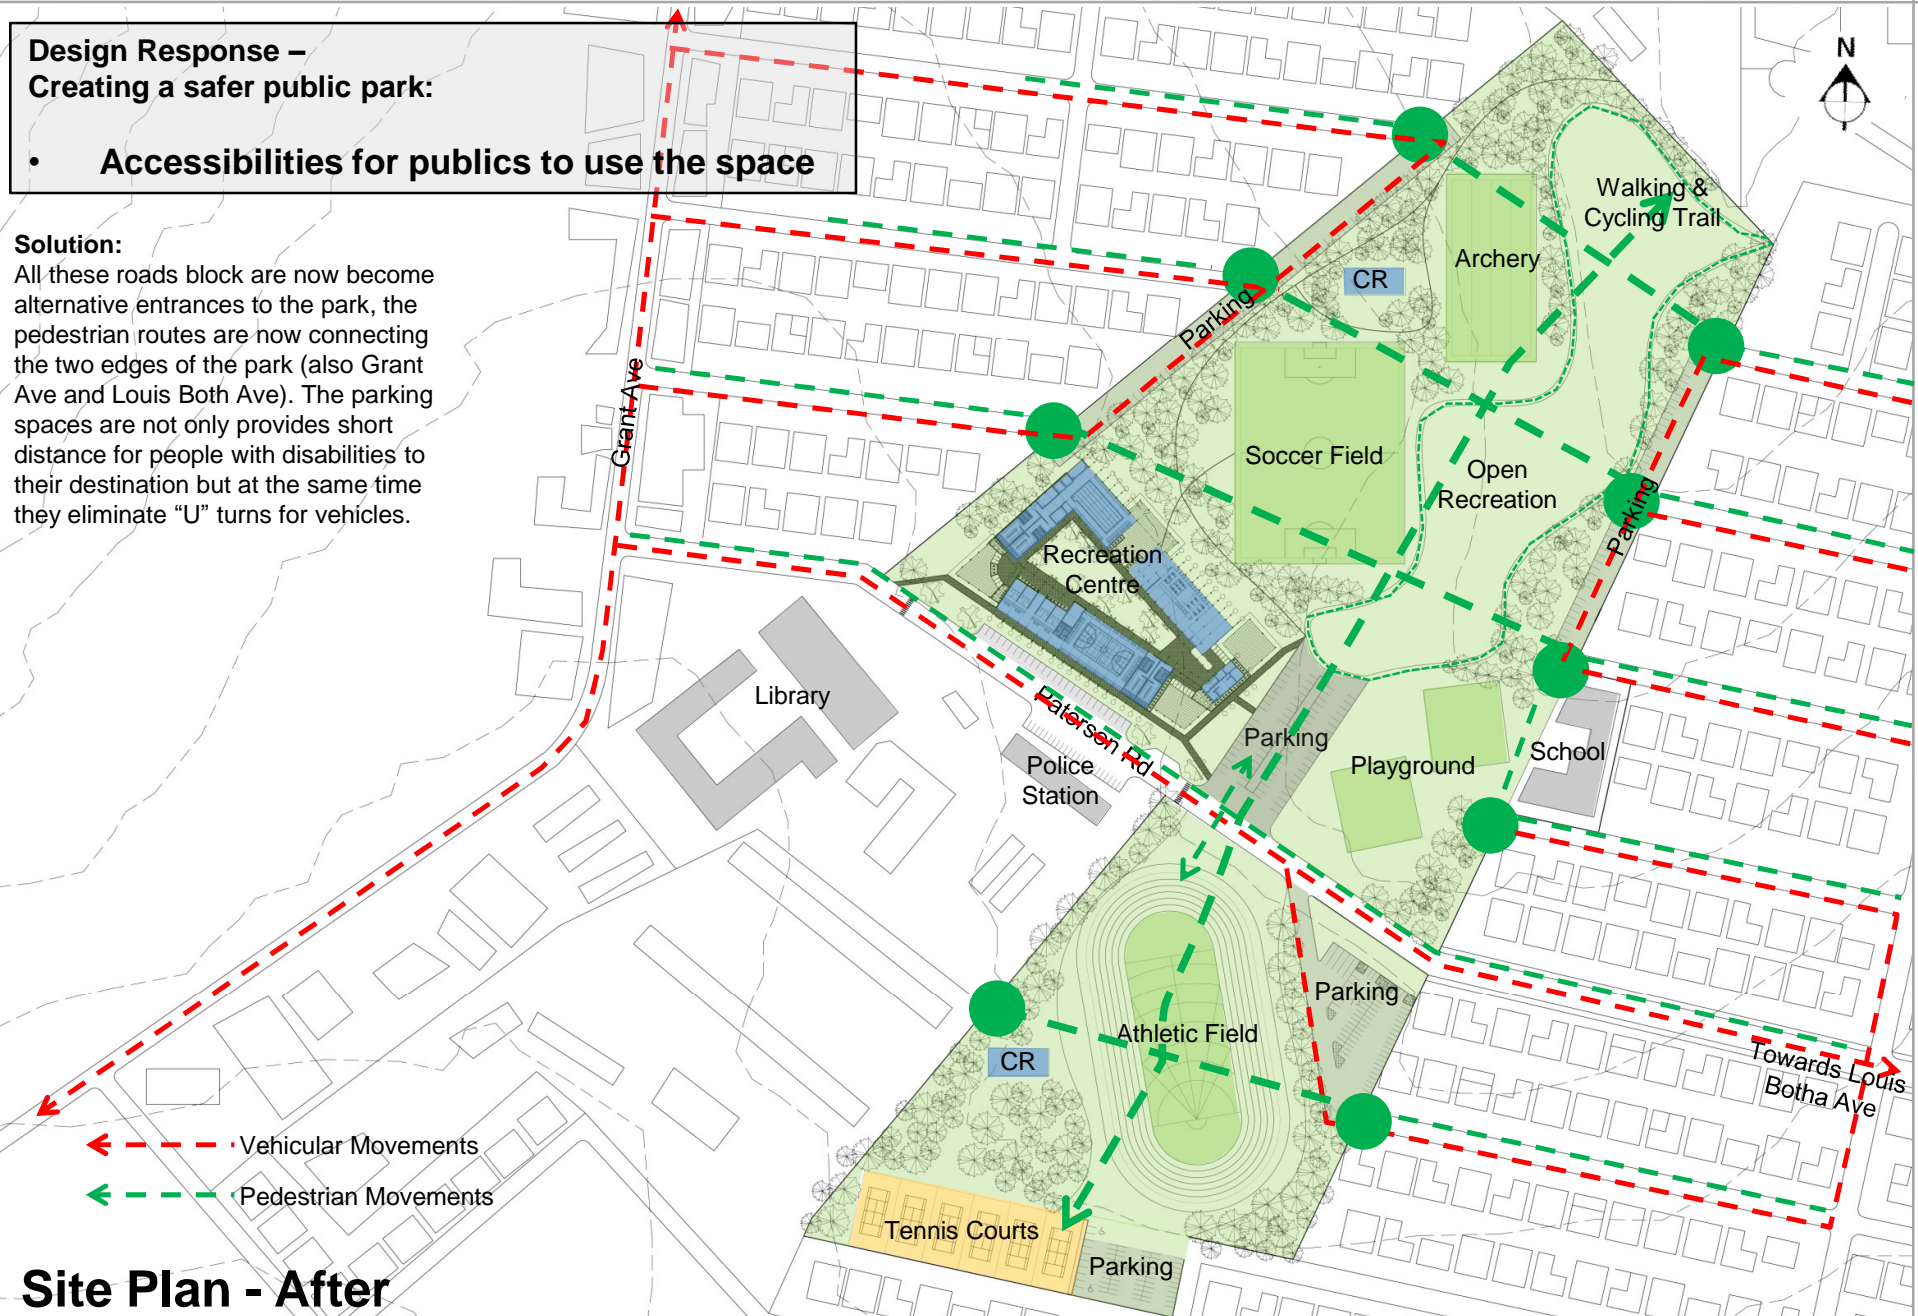 Design Response –
Creating a safer public park:
• Accessibilities for publics to use the space
N
Solution:
All these roads block are now become
alternative entrances to the park, the
pedestrian routes are now connecting
the two edges of the park (also Grant
Ave and Louis Both Ave). The parking
spaces are not only provides short
distance for people with disabilities to
their destination but at the same time
they eliminate “U” turns for vehicles.
Walking &
Cycling Trail
Archery
CR
Parking
Grant Ave
Soccer Field
Open
Recreation
Parking
Recreation
Centre
Library
Paterson Rd
Parking
Police
Station
Playground
School
Parking
Athletic Field
CR
Towards Louis
Botha Ave
Vehicular Movements
Pedestrian Movements
Tennis Courts
Parking
Site Plan - After